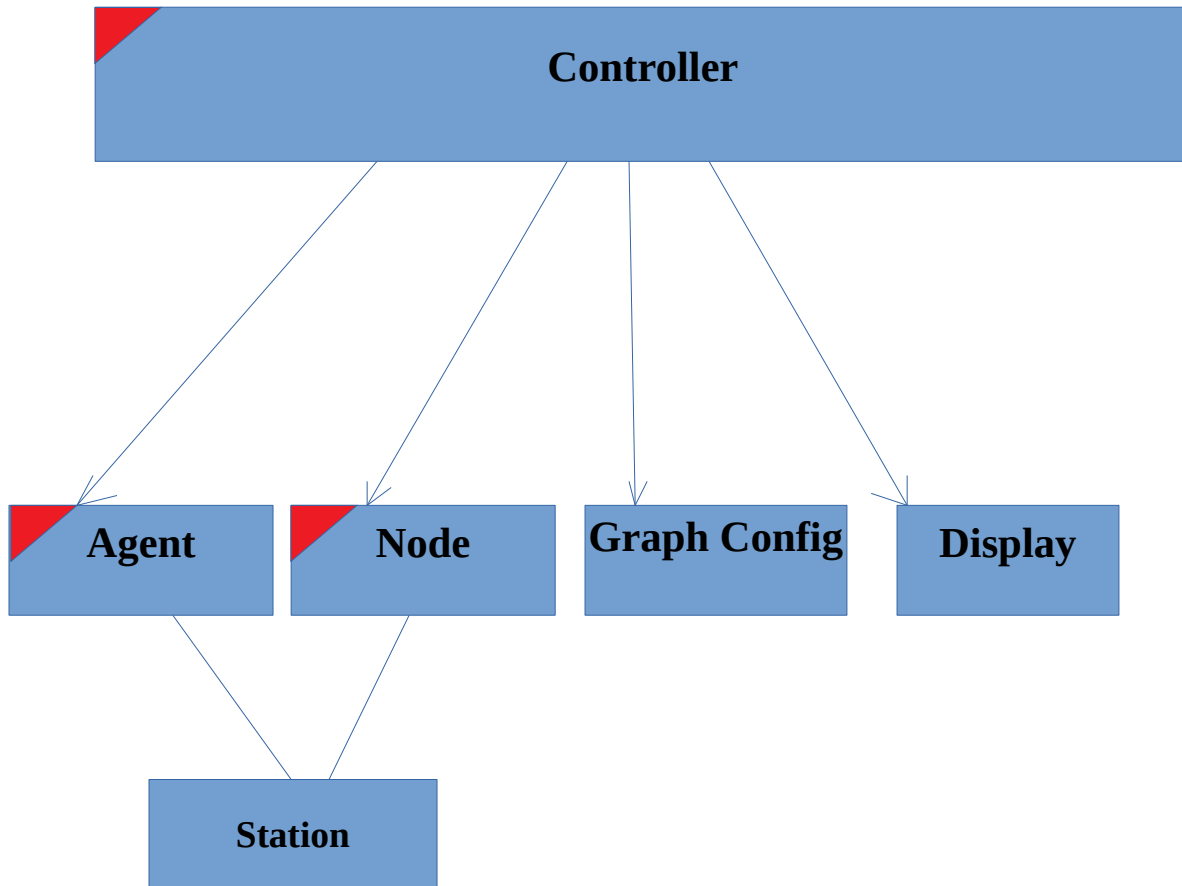 Controller
Agent
Node
Graph Config
Display
Station